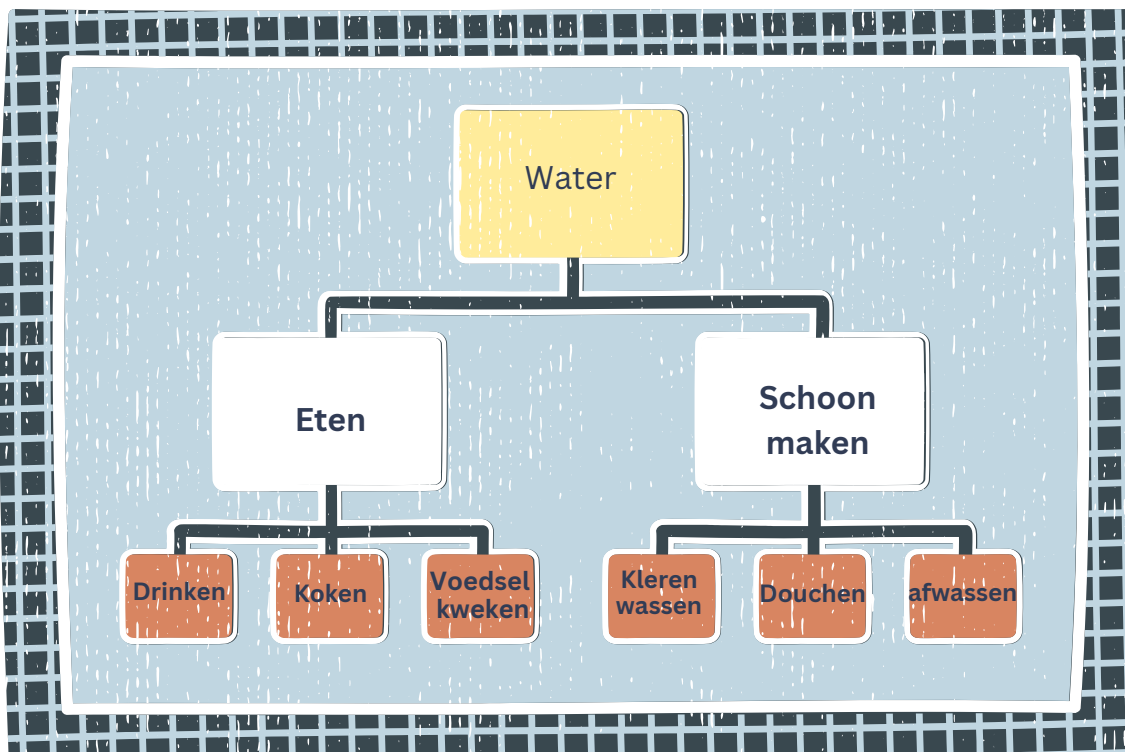 Water
Eten
Schoon
maken
Drinken
Koken
Voedsel
kweken
Kleren
wassen
Douchen
afwassen